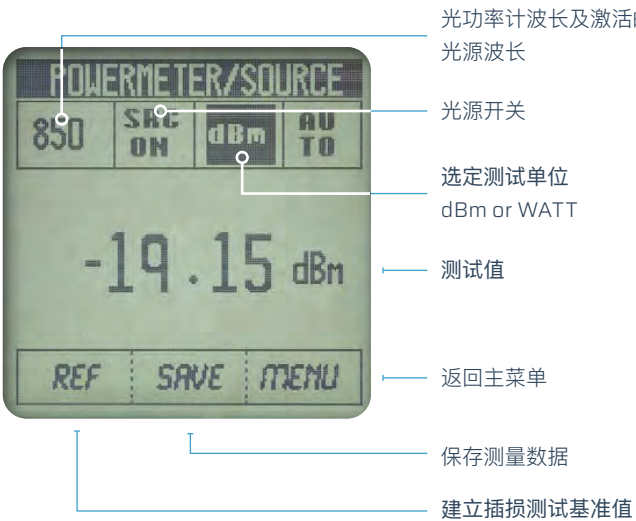 光功率计波长及激活
光源波长
POWERMETER/SOURCE
850
SRC
ON
dBm
AU
TO
光源开关
选定测试单位
dBm or WATT
-19.15 dBm
测试值
REF
SAVE
MENU
返回主菜单
保存测量数据
建立插损测试基准值